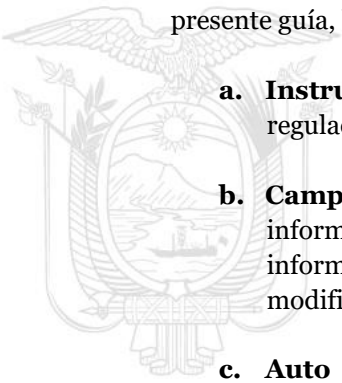 presente guía,
a. Instru
regulac
b. Camp
inform
inform
modifi
c. Auto